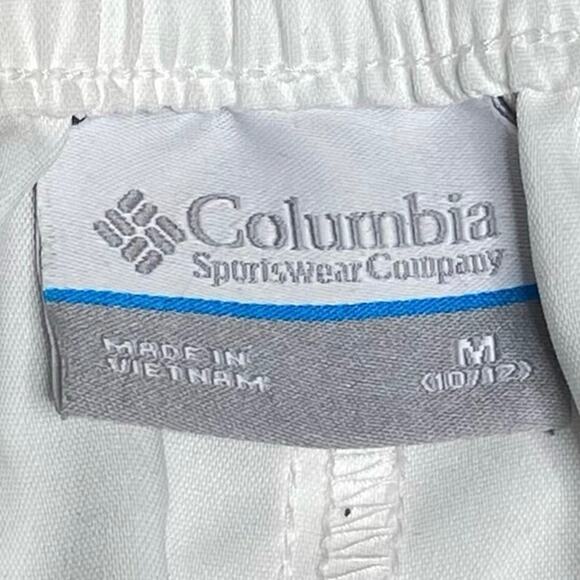 Columbia
Sportswear Company
MADE IN
VIETNAM
M
(10/12)